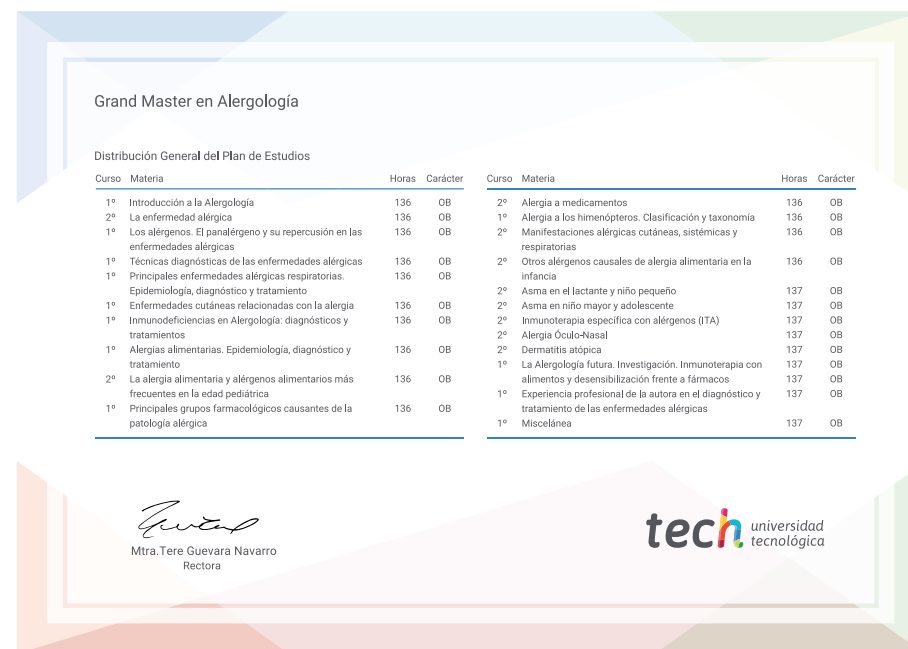 Grand Master en Alergología
Distribución General del Plan de Estudios
Curso Materia Horas Carácter
1º Introducción a la Alergología 136 OB
2º La enfermedad alérgica 136 OB
1º Los alérgenos. El panalérgeno y su repercusión en las 136 OB
enfermedades alérgicas
1º Técnicas diagnósticas de las enfermedades alérgicas 136 OB
1º Principales enfermedades alérgicas respiratorias. 136 OB
Epidemiología, diagnóstico y tratamiento
1º Enfermedades cutáneas relacionadas con la alergia 136 OB
1º Inmunodeficiencias en Alergología: diagnósticos y 136 OB
tratamientos
1º Alergias alimentarias. Epidemiología, diagnóstico y 136 OB
tratamiento
2º La alergia alimentaria y alérgenos alimentarios más 136 OB
frecuentes en la edad pediátrica
1º Principales grupos farmacológicos causantes de la 136 OB
patología alérgica
Curso Materia Horas Carácter
2º Alergia a medicamentos 136 OB
1º Alergia a los himenópteros. Clasificación y taxonomía 136 OB
2º Manifestaciones alérgicas cutáneas, sistémicas y 136 OB
respiratorias
2º Otros alérgenos causales de alergia alimentaria en la 136 OB
infancia
2º Asma en el lactante y niño pequeño 137 OB
2º Asma en niño mayor y adolescente 137 OB
2º Inmunoterapia específica con alérgenos (ITA) 137 OB
2º Alergia Óculo-Nasal 137 OB
2º Dermatitis atópica 137 OB
1º La Alergología futura. Investigación. Inmunoterapia con 137 OB
alimentos y desensibilización frente a fármacos 137 OB
1º Experiencia profesional de la autora en el diagnóstico y 137 OB
tratamiento de las enfermedades alérgicas
1º Miscelánea 137 OB
Mtra.Tere Guevara Navarro
Rectora
tech universidad
tecnológica